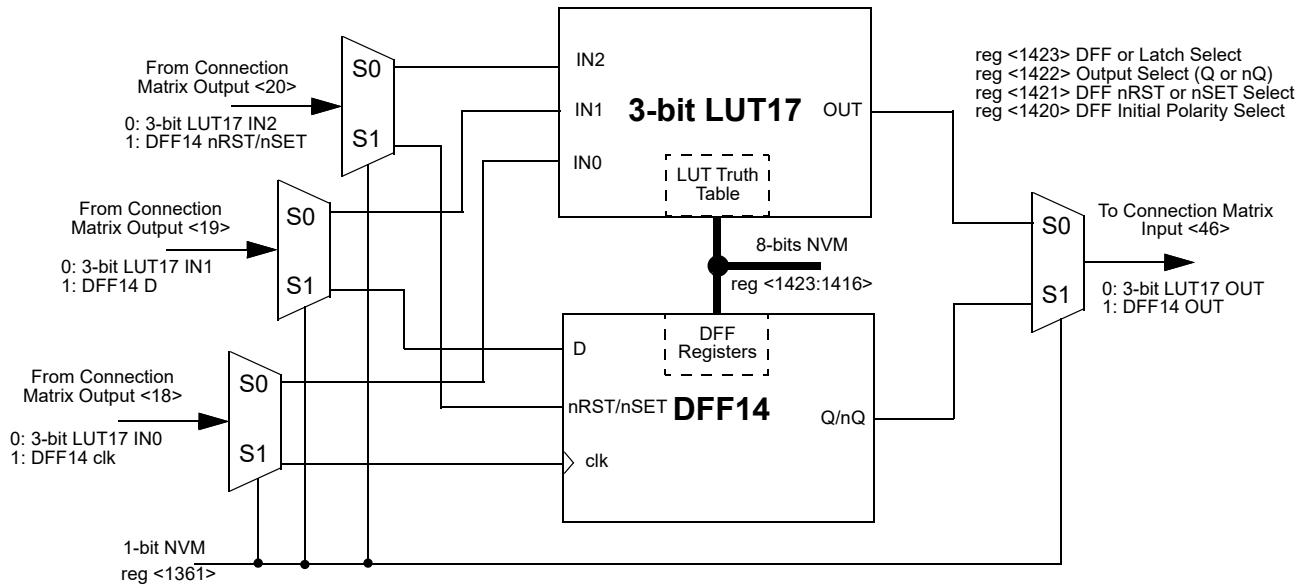 From Connection
Matrix Output <20>
0: 3-bit LUT17 IN2
1: DFF14 nRST/nSET
S0
S1
From Connection
Matrix Output <19>
0: 3-bit LUT17 IN1
1: DFF14 D
S0
S1
From Connection
Matrix Output <18>
0: 3-bit LUT17 IN0
1: DFF14 clk
S0
S1
1-bit NVM
reg <1361>
IN2
IN1
IN0
3-bit LUT17
OUT
LUT Truth
Table
8-bits NVM
reg <1423:1416>
DFF
Registers
D
nRST/nSET
clk
DFF14
Q/nQ
reg <1423> DFF or Latch Select
reg <1422> Output Select (Q or nQ)
reg <1421> DFF nRST or nSET Select
reg <1420> DFF Initial Polarity Select
S0
S1
To Connection Matrix
Input <46>
0: 3-bit LUT17 OUT
1: DFF14 OUT